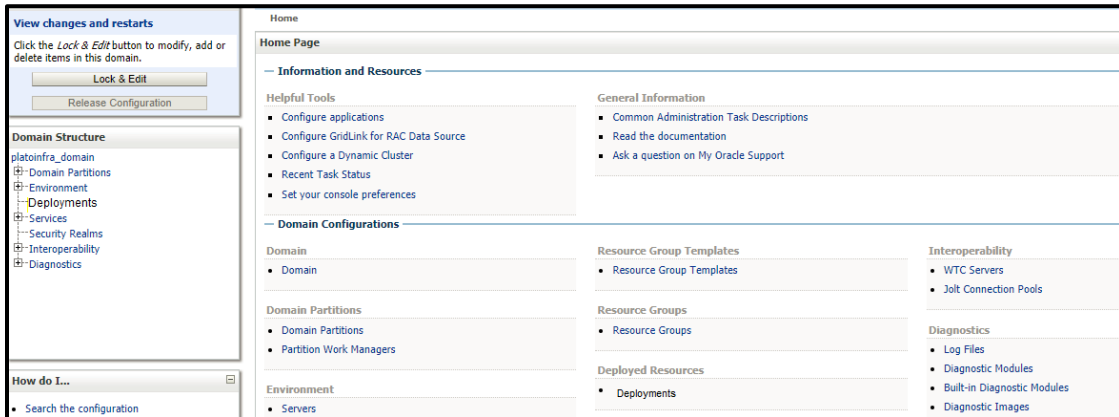 View changes and restarts
Click the Lock & Edit button to modify, add or
delete items in this domain.
Lock & Edit
Release Configuration
Domain Structure
platoinfra_domain
Domain Partitions
Environment
Deployments
Services
Security Realms
Interoperability
Diagnostics
How do I...
Search the configuration
Home
Home Page
Information and Resources
Helpful Tools
Configure applications
Configure GridLink for RAC Data Source
Configure a Dynamic Cluster
Recent Task Status
Set your console preferences
General Information
Common Administration Task Descriptions
Read the documentation
Ask a question on My Oracle Support
Domain Configurations
Domain
Domain
Domain Partitions
Domain Partitions
Partition Work Managers
Environment
Servers
Resource Group Templates
Resource Group Templates
Resource Groups
Resource Groups
Deployed Resources
Deployments
Interoperability
WTC Servers
Jolt Connection Pools
Diagnostics
Log Files
Diagnostic Modules
Built-in Diagnostic Modules
Diagnostic Images